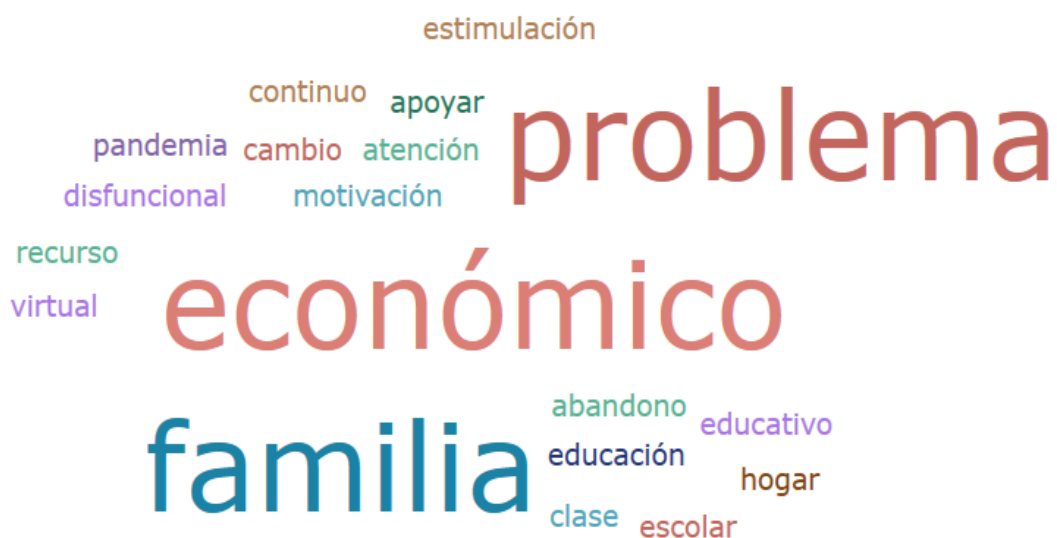 estimulación
continuo
apoyar
problema
pandemia
cambio
atención
disfuncional
motivación
recurso
económico
virtual
abandono
educativo
familia
educación
hogar
clase
escolar